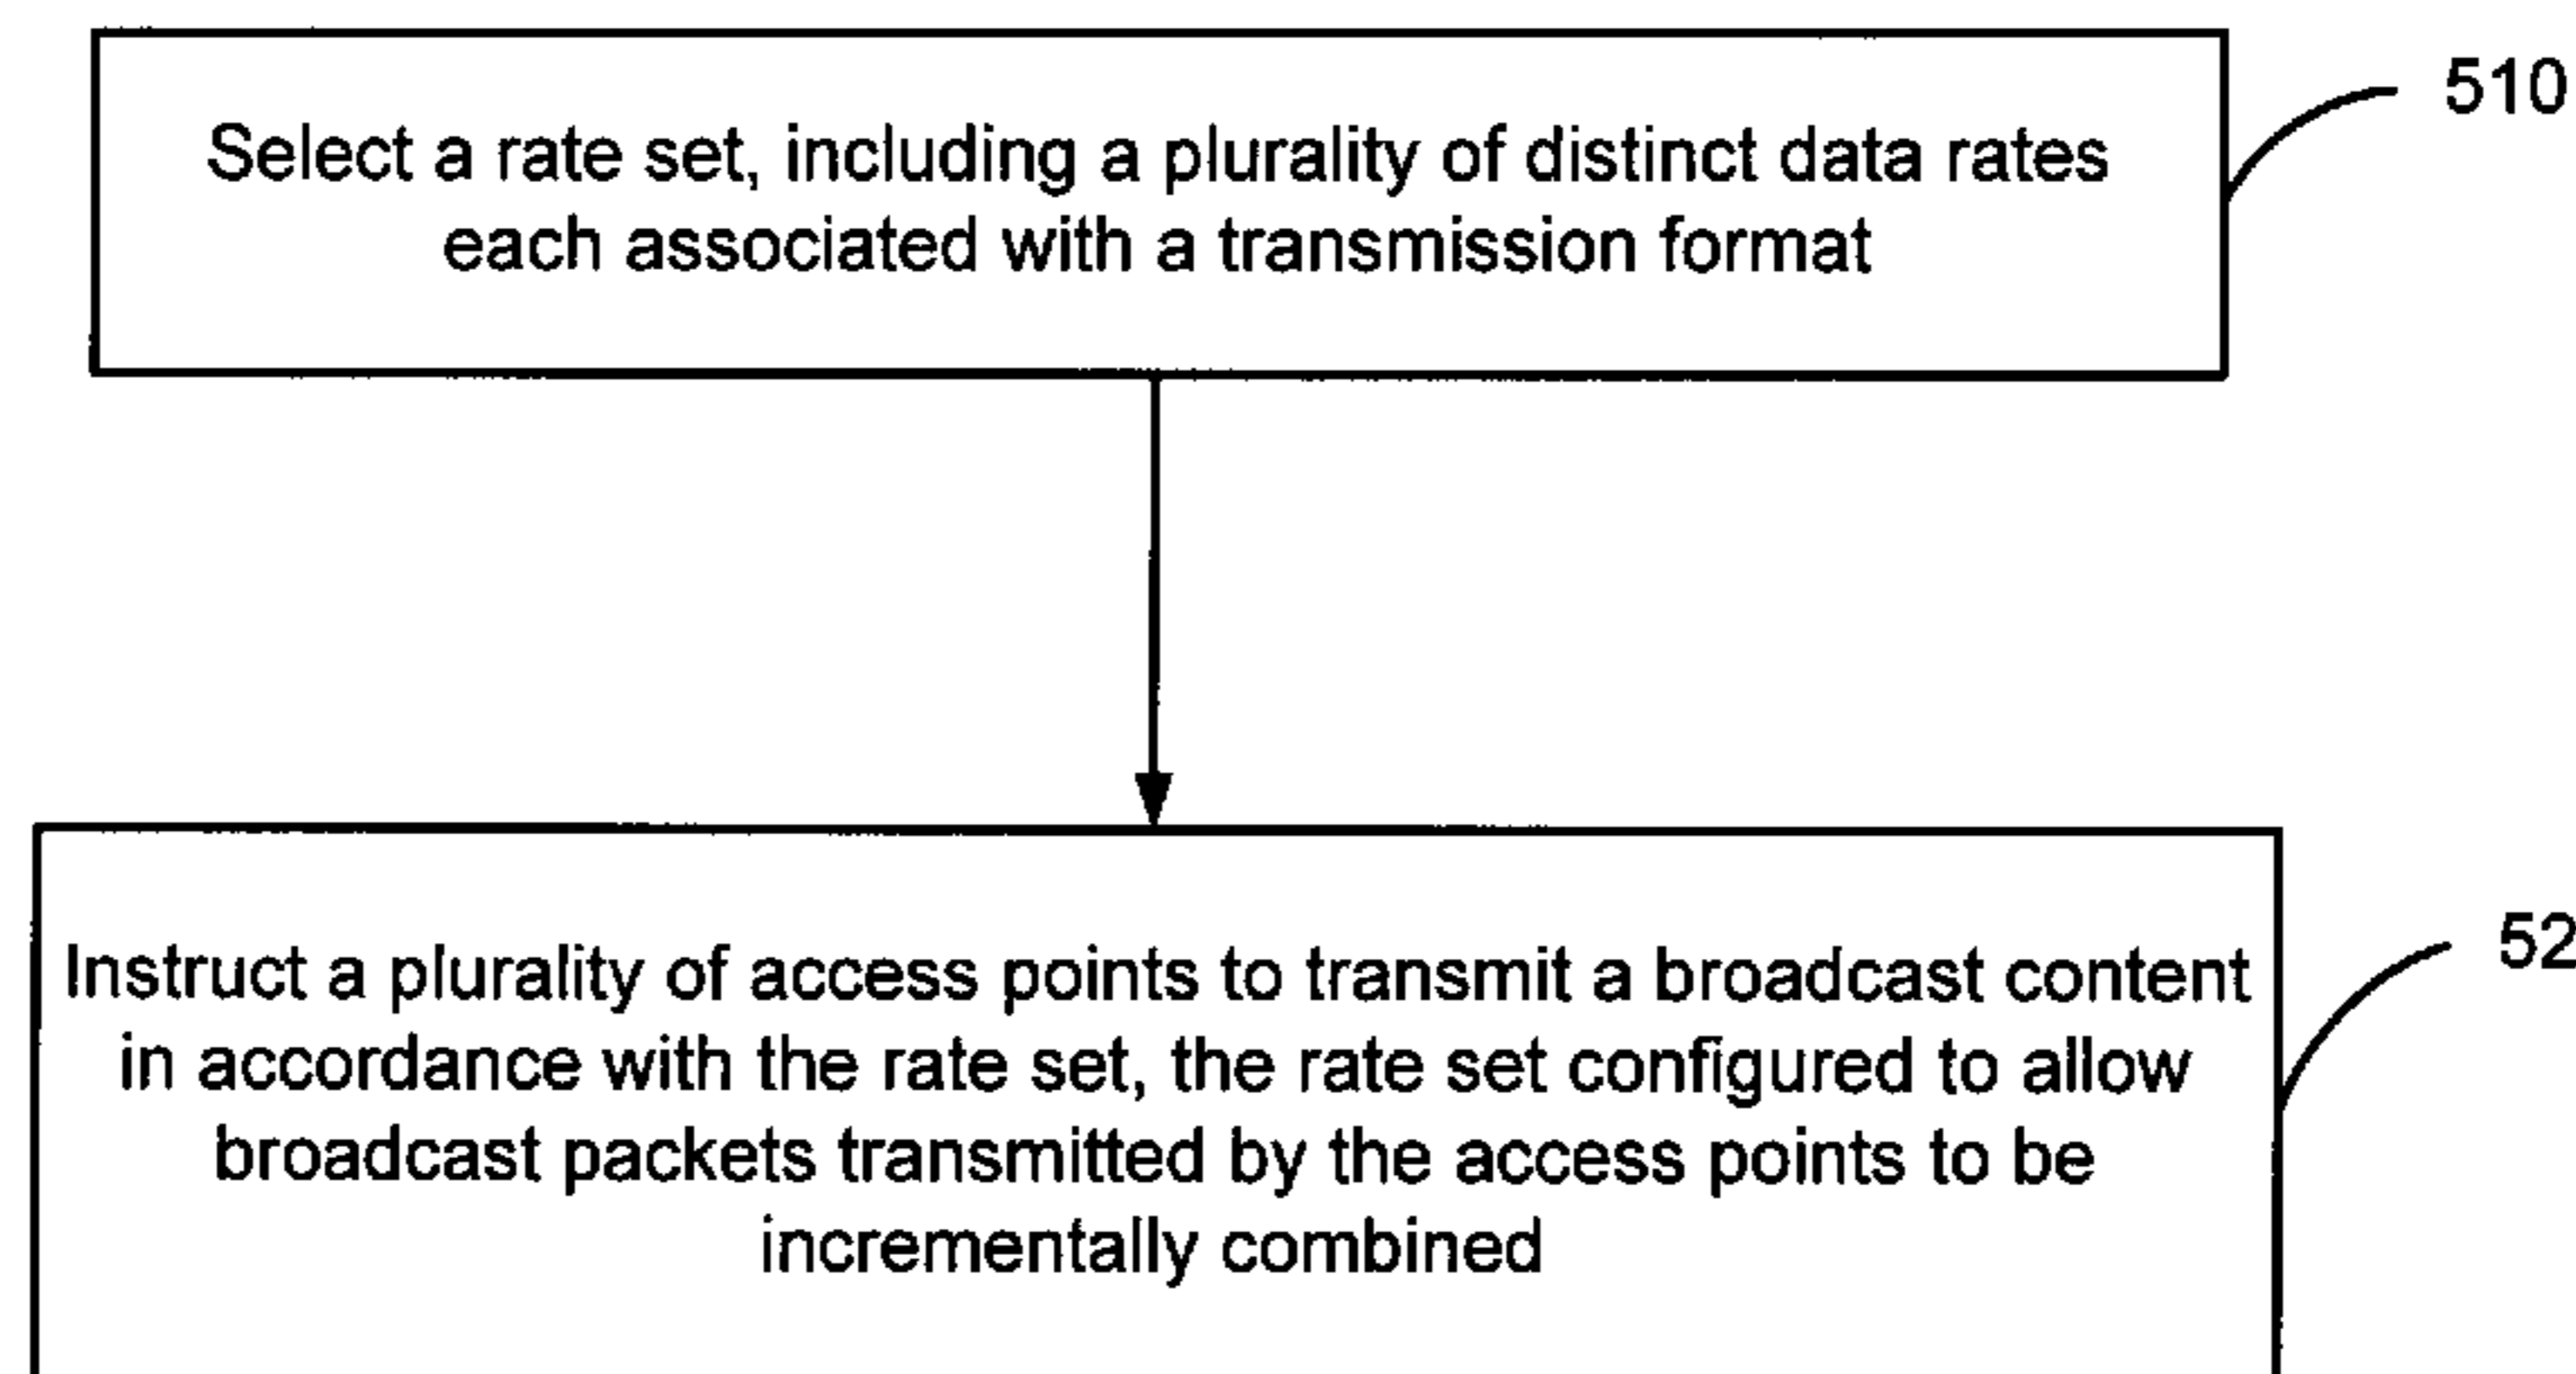 510
Select a rate set, including a plurality of distinct data rates
each associated with a transmission format
52
Instruct a plurality of access points to transmit a broadcast content
in accordance with the rate set, the rate set configured to allow
broadcast packets transmitted by the access points to be
incrementally combined